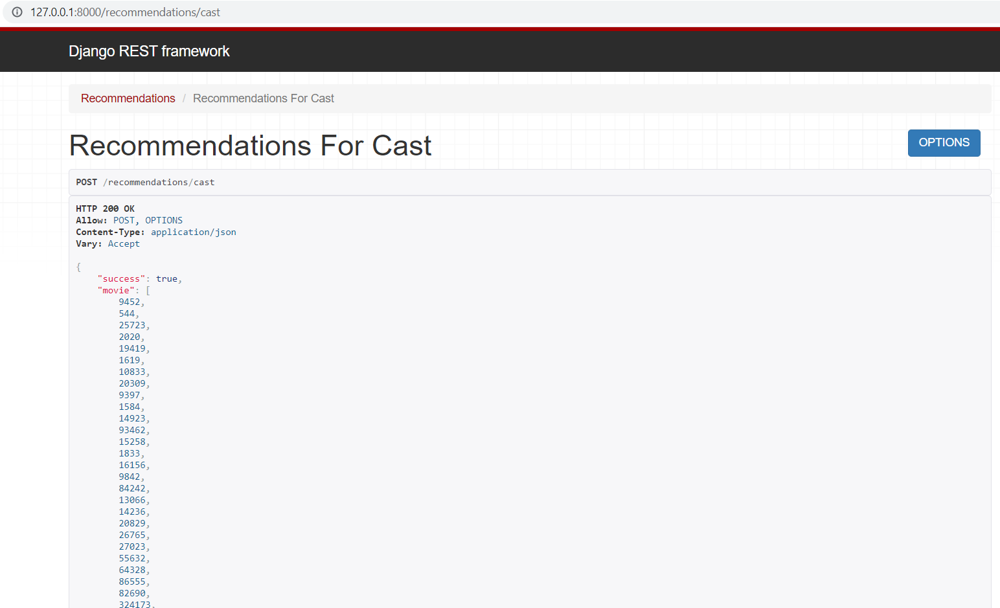 127.0.0.1:8000/recommendations/cast
Django REST framework
Recommendations / Recommendations For Cast
Recommendations For Cast
OPTIONS
POST /recommendations/cast
HTTP 200 OK
Allow: POST, OPTIONS
Content-Type: application/json
Vary: Accept
{
"success": true,
"movie": [
9452,
544,
25723,
2020,
19419,
1619,
10833,
20309,
9397,
1584,
14923,
93462,
15258,
1833,
16156,
9842,
84242,
13066,
14236,
20829,
26765,
27023,
55632,
64328,
86555,
82690,
324173,